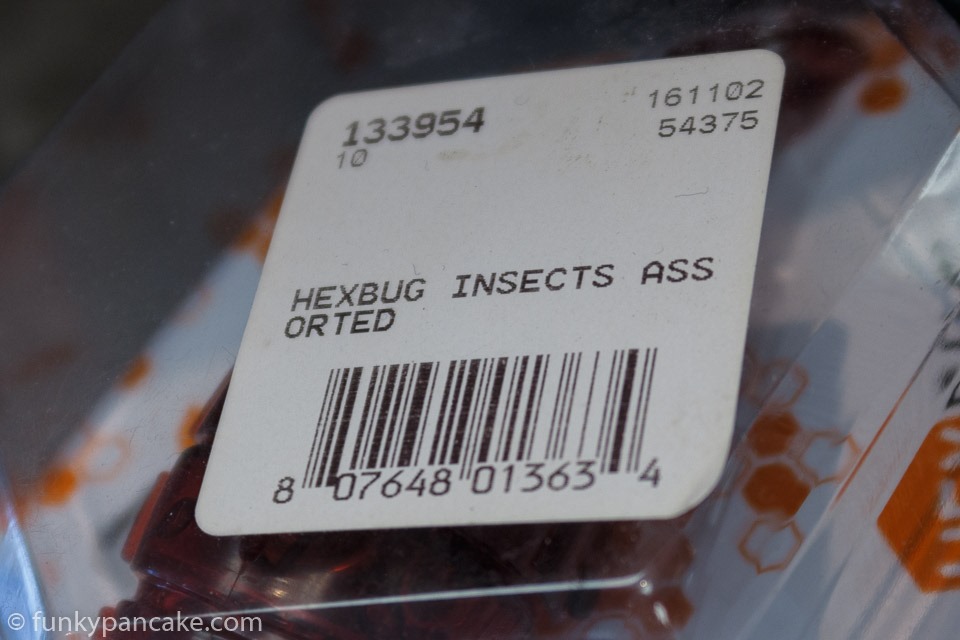 133954
10
161102
54375
HEXBUG INSECTS ASS
ORTED
8 07648 01363 4
© funkypancake.com